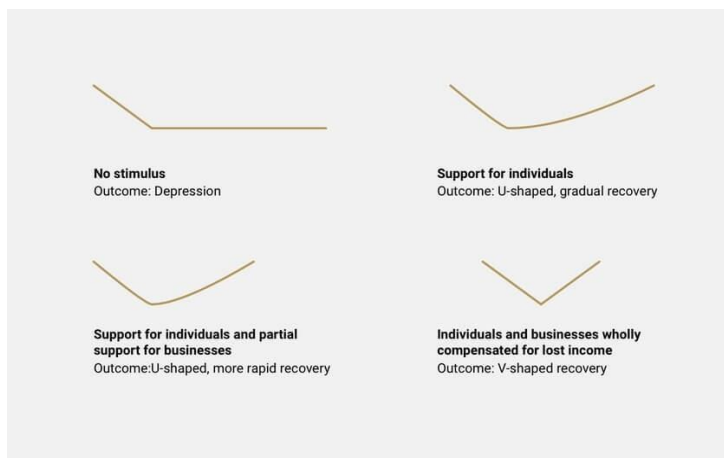 No stimulus
Outcome: Depression
Support for individuals
Outcome: U-shaped, gradual recovery
Support for individuals and partial
support for businesses
Outcome:U-shaped, more rapid recovery
Individuals and businesses wholly
compensated for lost income
Outcome: V-shaped recovery